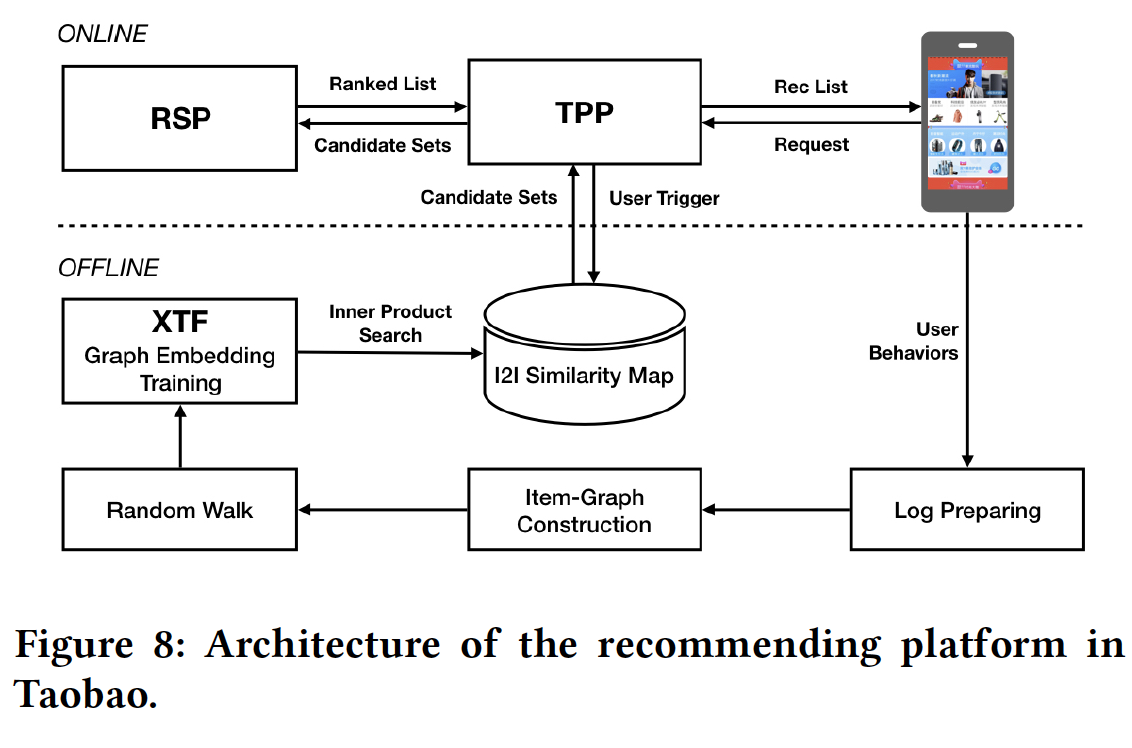 ONLINE
RSP
Ranked List
Candidate Sets
TPP
Rec List
Request
Candidate Sets
User Trigger
OFFLINE
XTF
Graph Embedding
Training
Inner Product
Search
I2I Similarity Map
User
Behaviors
Random Walk
Item-Graph
Construction
Log Preparing
Figure 8: Architecture of the recommending platform in
Taobao.